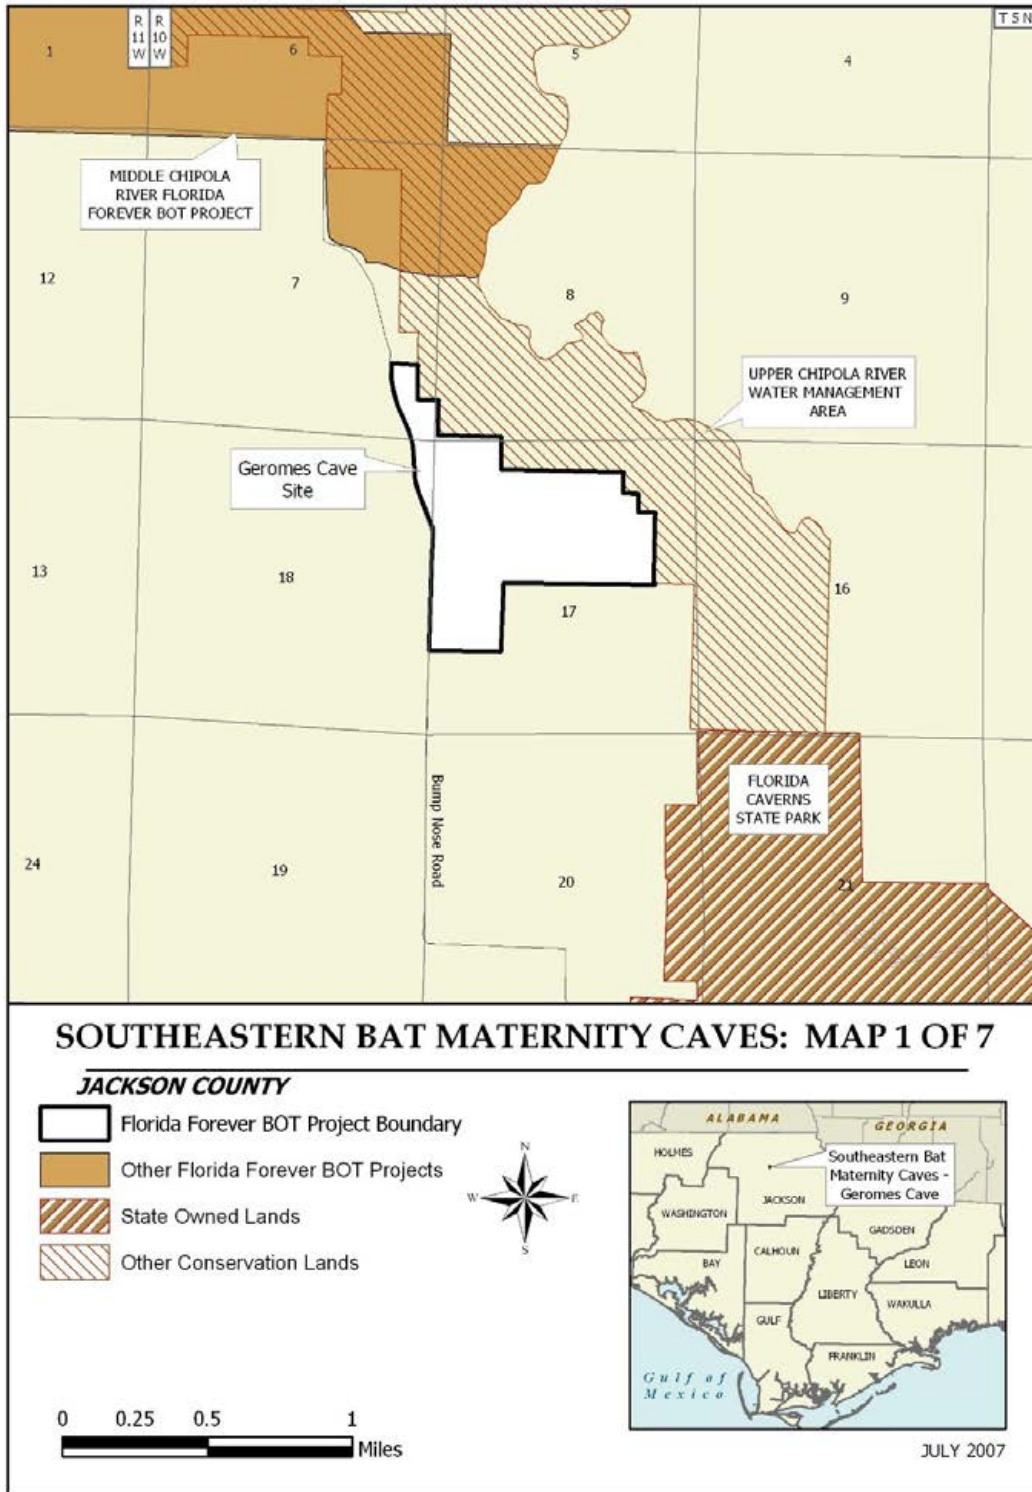 R R
11 10
W W
T 5 N
1
6
5
4
MIDDLE CHIPOLA
RIVER FLORIDA
FOREVER BOT PROJECT
12
7
8
9
UPPER CHIPOLA RIVER
WATER MANAGEMENT
AREA
Geromes Cave
Site
13
18
17
16
FLORIDA
CAVERNS
STATE PARK
Bump Nose Road
24
19
20
21
SOUTHEASTERN BAT MATERNITY CAVES: MAP 1 OF 7
JACKSON COUNTY
Florida Forever BOT Project Boundary
Other Florida Forever BOT Projects
State Owned Lands
Other Conservation Lands
N
W E
S
0 0.25 0.5 1
Miles
ALABAMA
GEORGIA
HOLMES
Southeastern Bat
Maternity Caves -
Geromes Cave
JACKSON
WASHINGTON
GADSDEN
CALHOUN
BAY
LEON
LIBERTY
WAKULLA
GULF
FRANKLIN
Gulf of
Mexico
JULY 2007